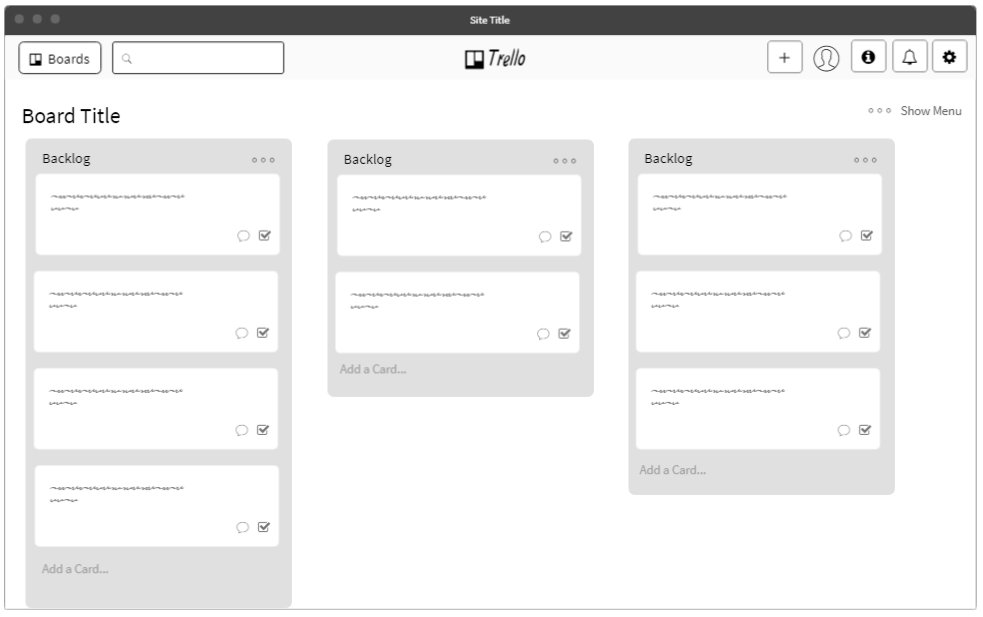 Site Title
Boards
Trello
Board Title
Show Menu
Backlog
Add a Card...
Backlog
Add a Card...
Backlog
Add a Card...